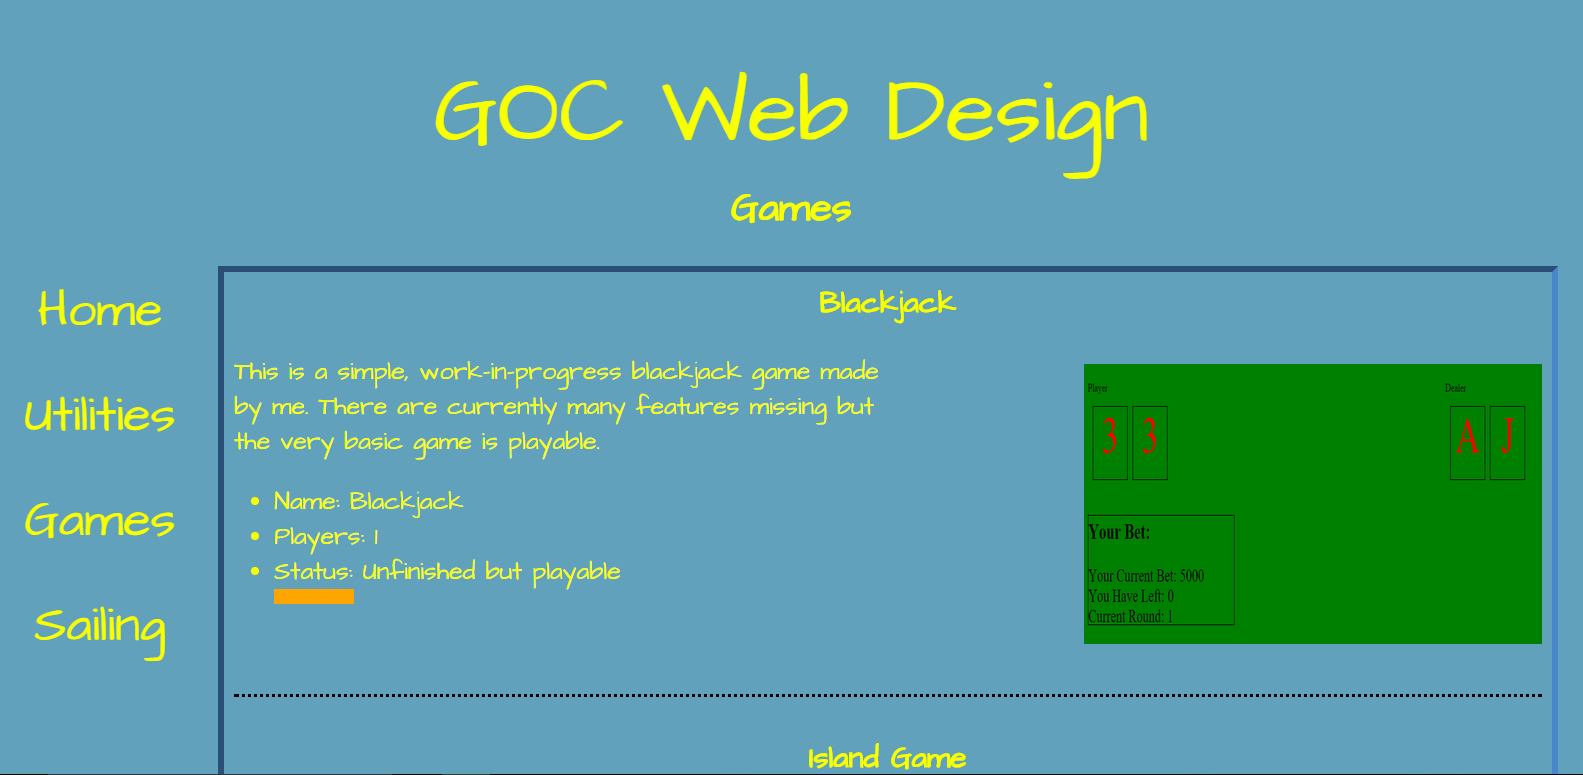 GOC Web Design
Games
Home
Utilities
Games
Sailing
Blackjack
This is a simple, work-in-progress blackjack game made
by me. There are currently many features missing but
the very basic game is playable.
Name: Blackjack
Players: 1
Status: Unfinished but playable
Player
Dealer
3 3
A J
Your Bet:
Your Current Bet: 5000
You Have Left: 0
Current Round: 1
Island Game